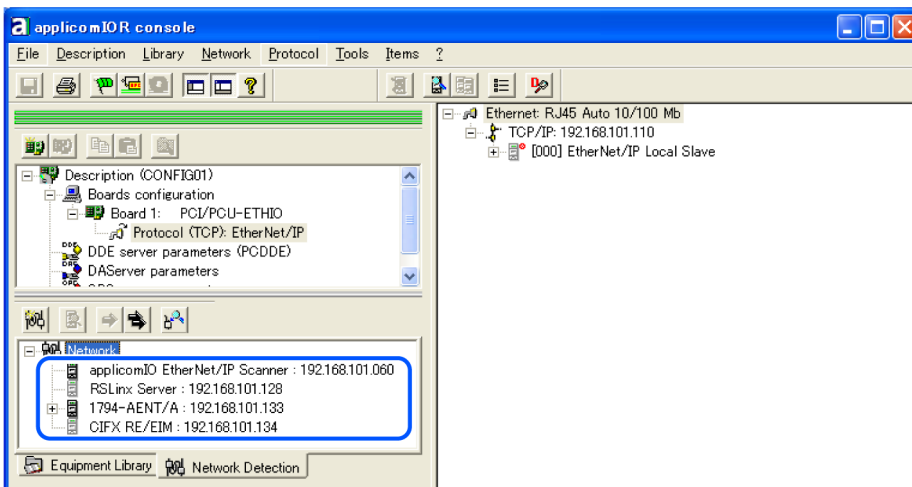 applicomIOR console
File Description Library Network Protocol Tools Items ?
Description (CONFIG01)
Boards configuration
Board 1: PCI/PCU-ETHIO
Protocol (TCP): EtherNet/IP
DDE server parameters (PCDDE)
DAServer parameters
Network
applicomIO EtherNet/IP Scanner : 192.168.101.060
RSLinx Server : 192.168.101.128
1794-AENT/A : 192.168.101.133
CIFX RE/EIM : 192.168.101.134
Equipment Library Network Detection
Ethernet: RJ45 Auto 10/100 Mb
TCP/IP: 192.168.101.110
[000] EtherNet/IP Local Slave